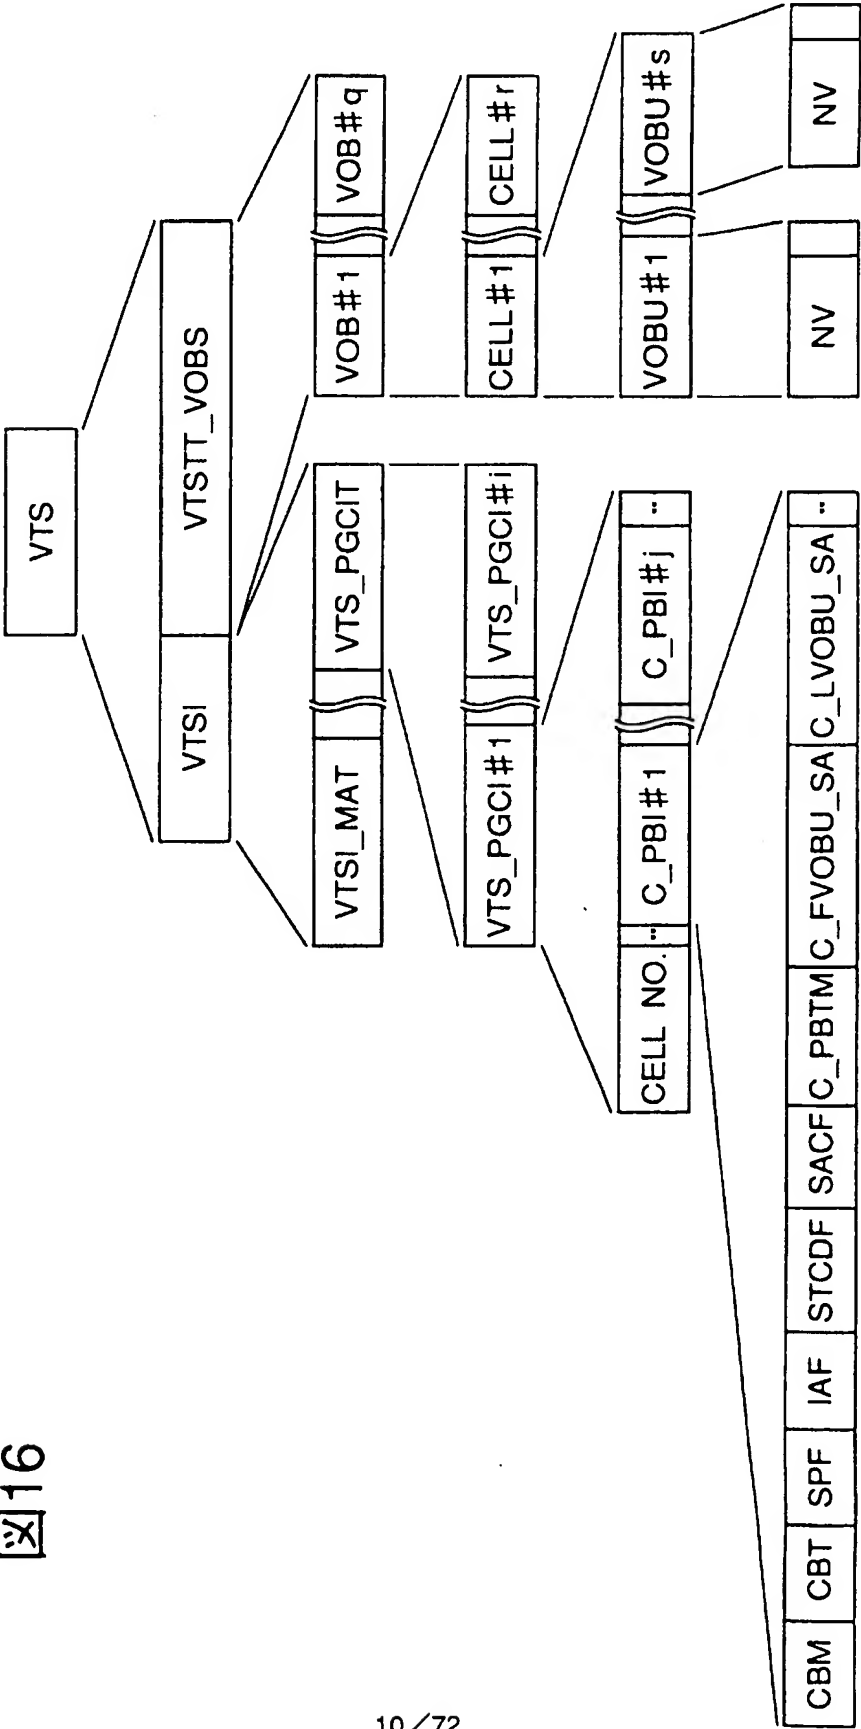 図16
VTS
VTSI VTSTT_VOBS
VTSI_MAT VTS_PGCIT VOB#1 VOB#q
VTS_PGCI#1 VTS_PGCI#i CELL#1 CELL#r
CELL NO. ·· C_PBI#1 C_PBI#j ·· VOBU#1 VOBU#s
CBM CBT SPF IAF STCDF SACF C_PBTM C_FVOBU_SA C_LVOBU_SA ·· NV NV
10/72